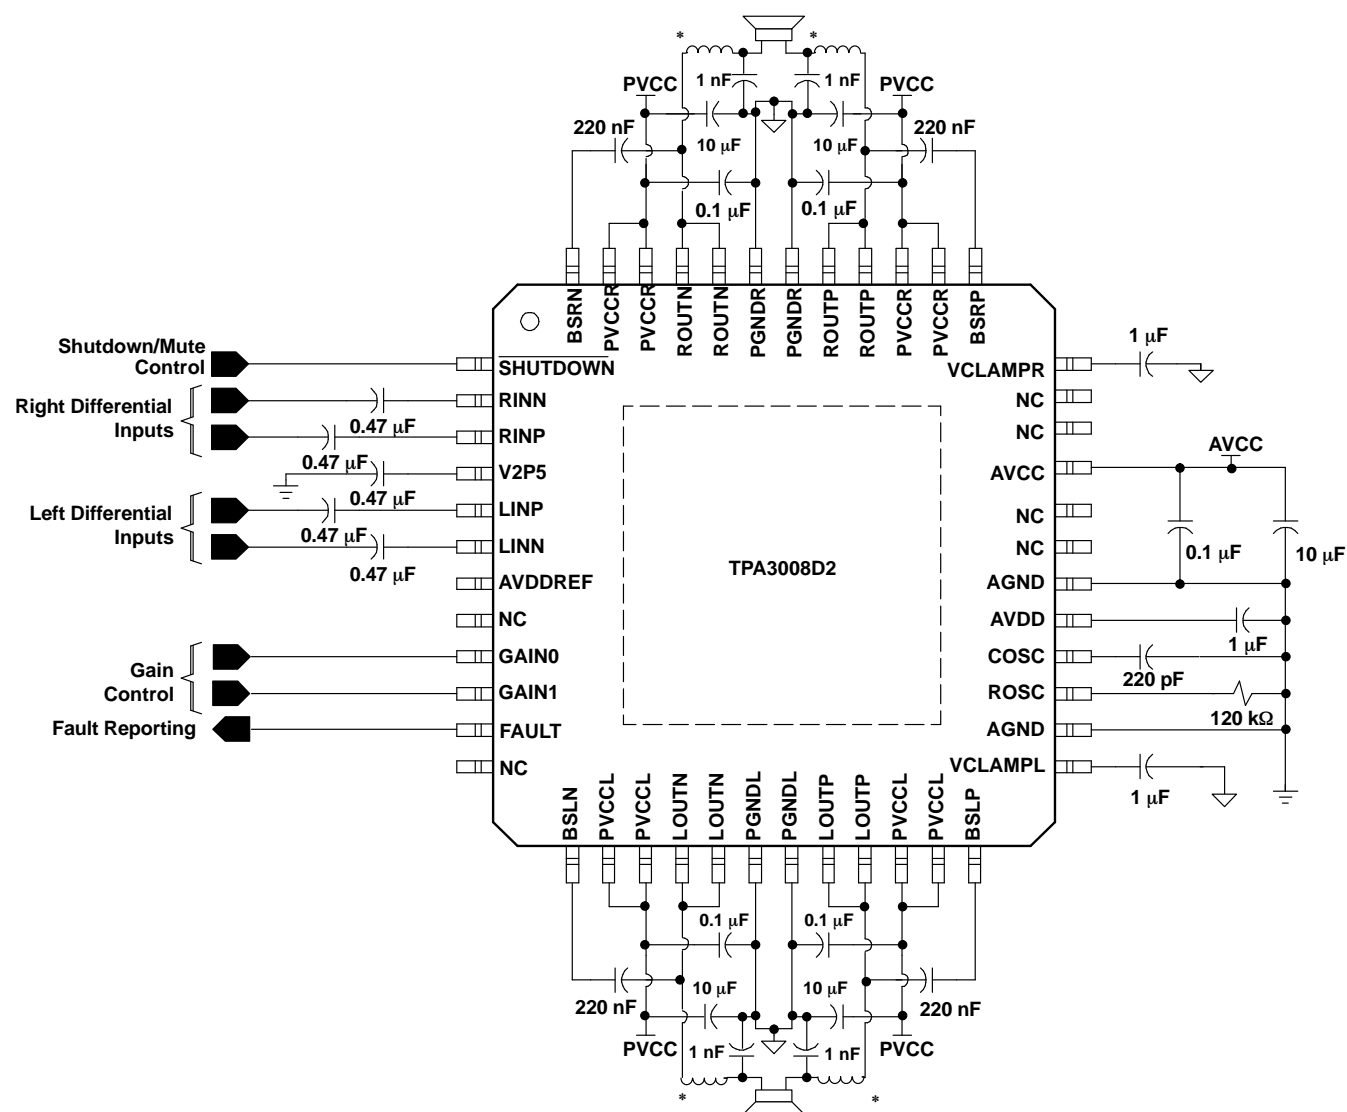 *
*
PVCC
1 nF
1 nF
PVCC
220 nF
10 µF
10 µF
220 nF
0.1 µF
0.1 µF
BSRN
PVCCR
PVCCR
ROUTN
ROUTN
PGNDR
PGNDR
ROUTP
ROUTP
PVCCR
PVCCR
BSRP
Shutdown/Mute
Control
SHUTDOWN
VCLAMPR
1 µF
Right Differential
Inputs
RINN
0.47 µF
RINP
0.47 µF
NC
NC
V2P5
0.47 µF
AVCC
AVCC
Left Differential
Inputs
LINP
0.47 µF
LINN
0.47 µF
NC
NC
0.1 µF
10 µF
TPA3008D2
AVDDREF
AGND
NC
AVDD
1 µF
Gain
Control
GAIN0
COSC
220 pF
GAIN1
ROSC
120 kΩ
Fault Reporting
FAULT
AGND
NC
VCLAMPL
1 µF
BSLN
PVCCL
PVCCL
LOUTN
LOUTN
PGNDL
PGNDL
LOUTP
LOUTP
PVCCL
PVCCL
BSLP
0.1 µF
0.1 µF
220 nF
10 µF
10 µF
220 nF
PVCC
1 nF
1 nF
PVCC
*
*